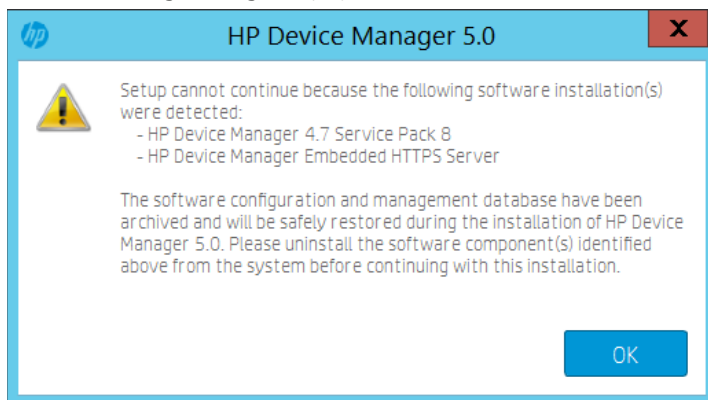 hp
HP Device Manager 5.0
X
Setup cannot continue because the following software installation(s)
were detected:
- HP Device Manager 4.7 Service Pack 8
- HP Device Manager Embedded HTTPS Server
The software configuration and management database have been
archived and will be safely restored during the installation of HP Device
Manager 5.0. Please uninstall the software component(s) identified
above from the system before continuing with this installation.
OK